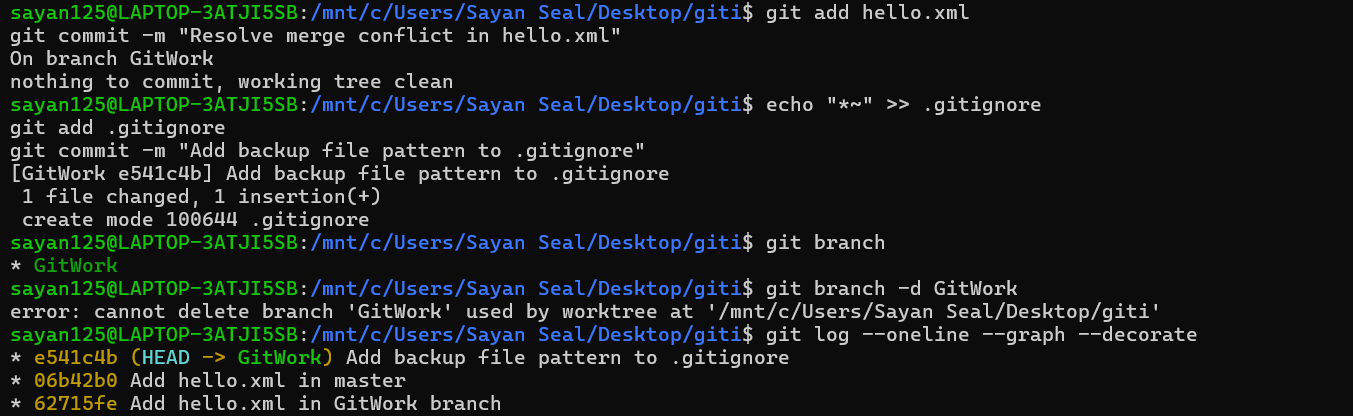 sayan125@LAPTOP-3ATJI5SB:/mnt/c/Users/Sayan Seal/Desktop/giti$ git add hello.xml
git commit -m "Resolve merge conflict in hello.xml"
On branch GitWork
nothing to commit, working tree clean
sayan125@LAPTOP-3ATJI5SB:/mnt/c/Users/Sayan Seal/Desktop/giti$ echo "*~" >> .gitignore
git add .gitignore
git commit -m "Add backup file pattern to .gitignore"
[GitWork e541c4b] Add backup file pattern to .gitignore
 1 file changed, 1 insertion(+)
 create mode 100644 .gitignore
sayan125@LAPTOP-3ATJI5SB:/mnt/c/Users/Sayan Seal/Desktop/giti$ git branch
* GitWork
sayan125@LAPTOP-3ATJI5SB:/mnt/c/Users/Sayan Seal/Desktop/giti$ git branch -d GitWork
error: cannot delete branch 'GitWork' used by worktree at '/mnt/c/Users/Sayan Seal/Desktop/giti'
sayan125@LAPTOP-3ATJI5SB:/mnt/c/Users/Sayan Seal/Desktop/giti$ git log --oneline --graph --decorate
* e541c4b (HEAD -> GitWork) Add backup file pattern to .gitignore
* 06b42b0 Add hello.xml in master
* 62715fe Add hello.xml in GitWork branch